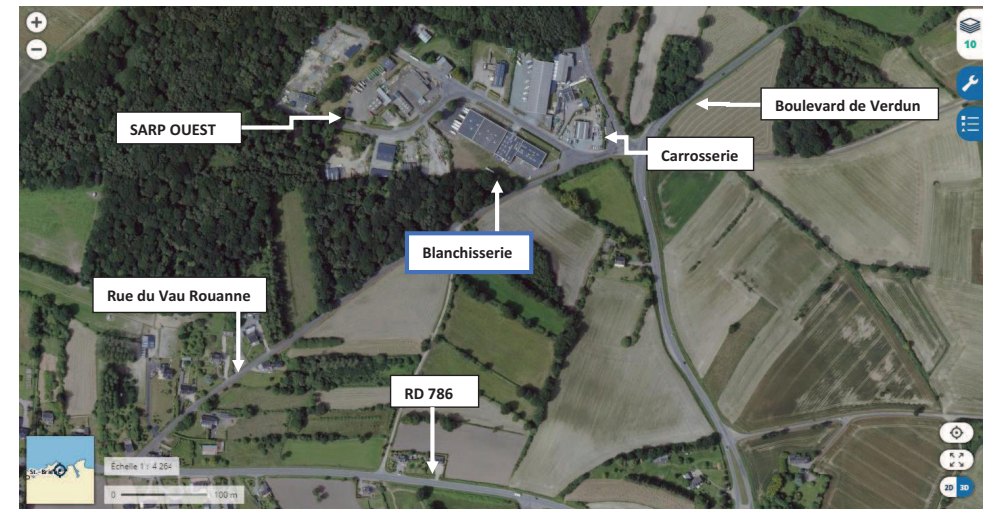 +
−
10
Boulevard de Verdun
SARP OUEST
Carrosserie
Blanchisserie
Rue du Vau Rouanne
RD 786
Échelle 1 : 4 264
0
100 m
2D
3D